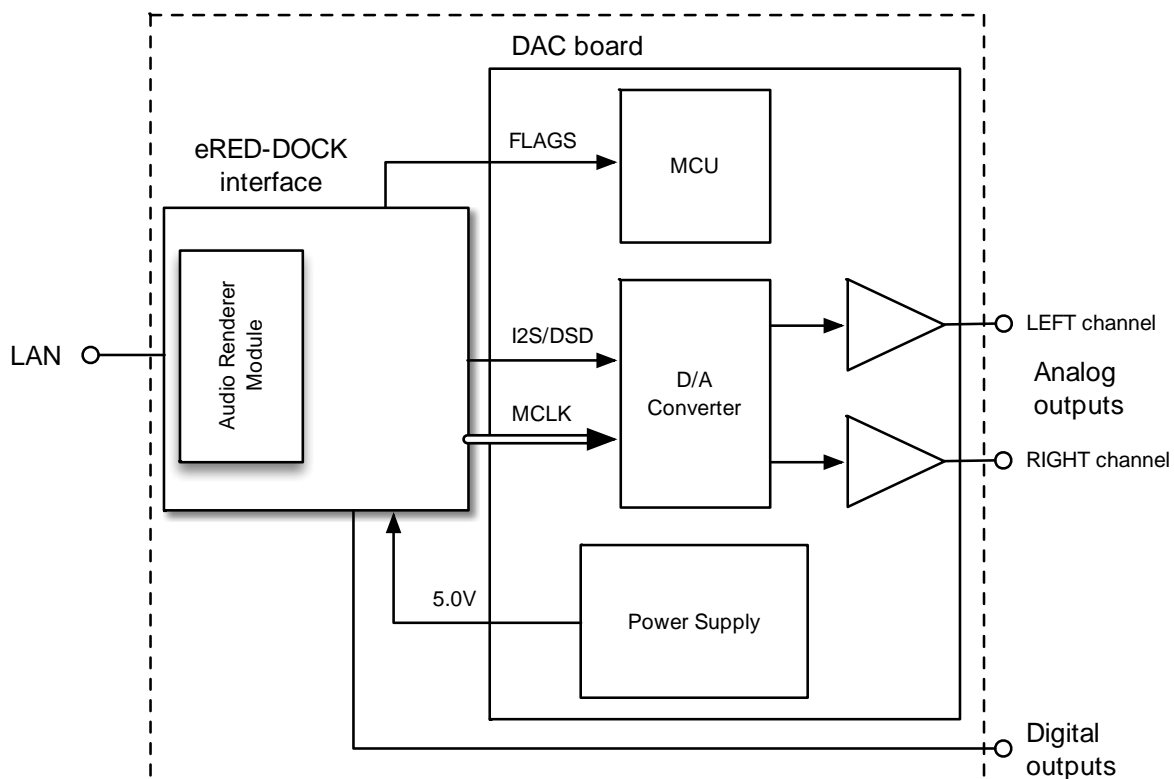 DAC board
eRED-DOCK
interface
FLAGS
MCU
Audio Renderer
Module
LAN
I2S/DSD
MCLK
D/A
Converter
LEFT channel
Analog
outputs
RIGHT channel
5.0V
Power Supply
Digital
outputs